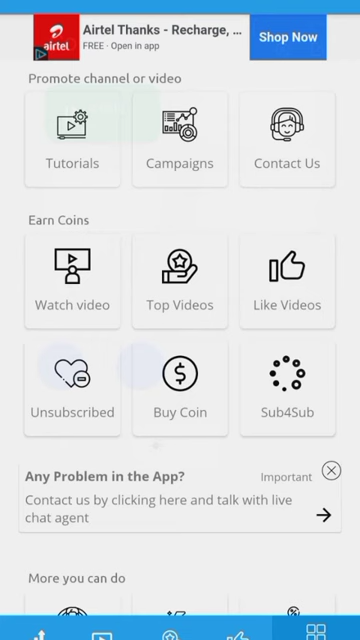 Airtel Thanks - Recharge, ...
FREE · Open in app
Shop Now
airtel
Promote channel or video
Tutorials
Campaigns
Contact Us
Earn Coins
Watch video
Top Videos
Like Videos
Unsubscribed
Buy Coin
Sub4Sub
Any Problem in the App?
Important
Contact us by clicking here and talk with live
chat agent
More you can do